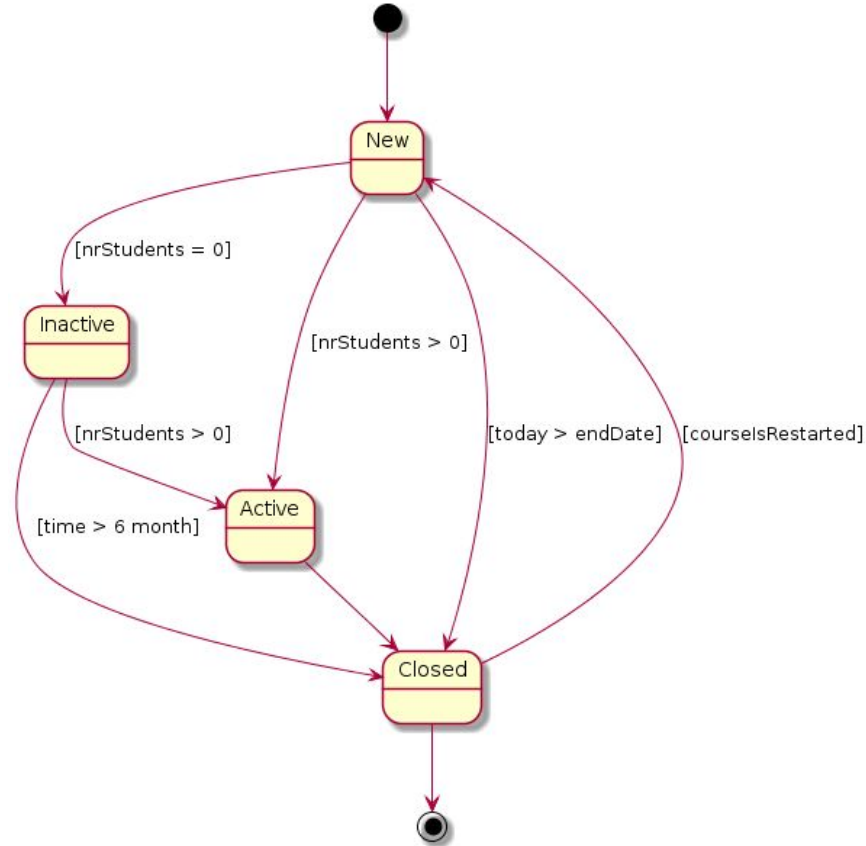 New
[nrStudents = 0]
Inactive
[nrStudents > 0]
[nrStudents > 0]
[today > endDate]
[courseIsRestarted]
Active
[time > 6 month]
Closed